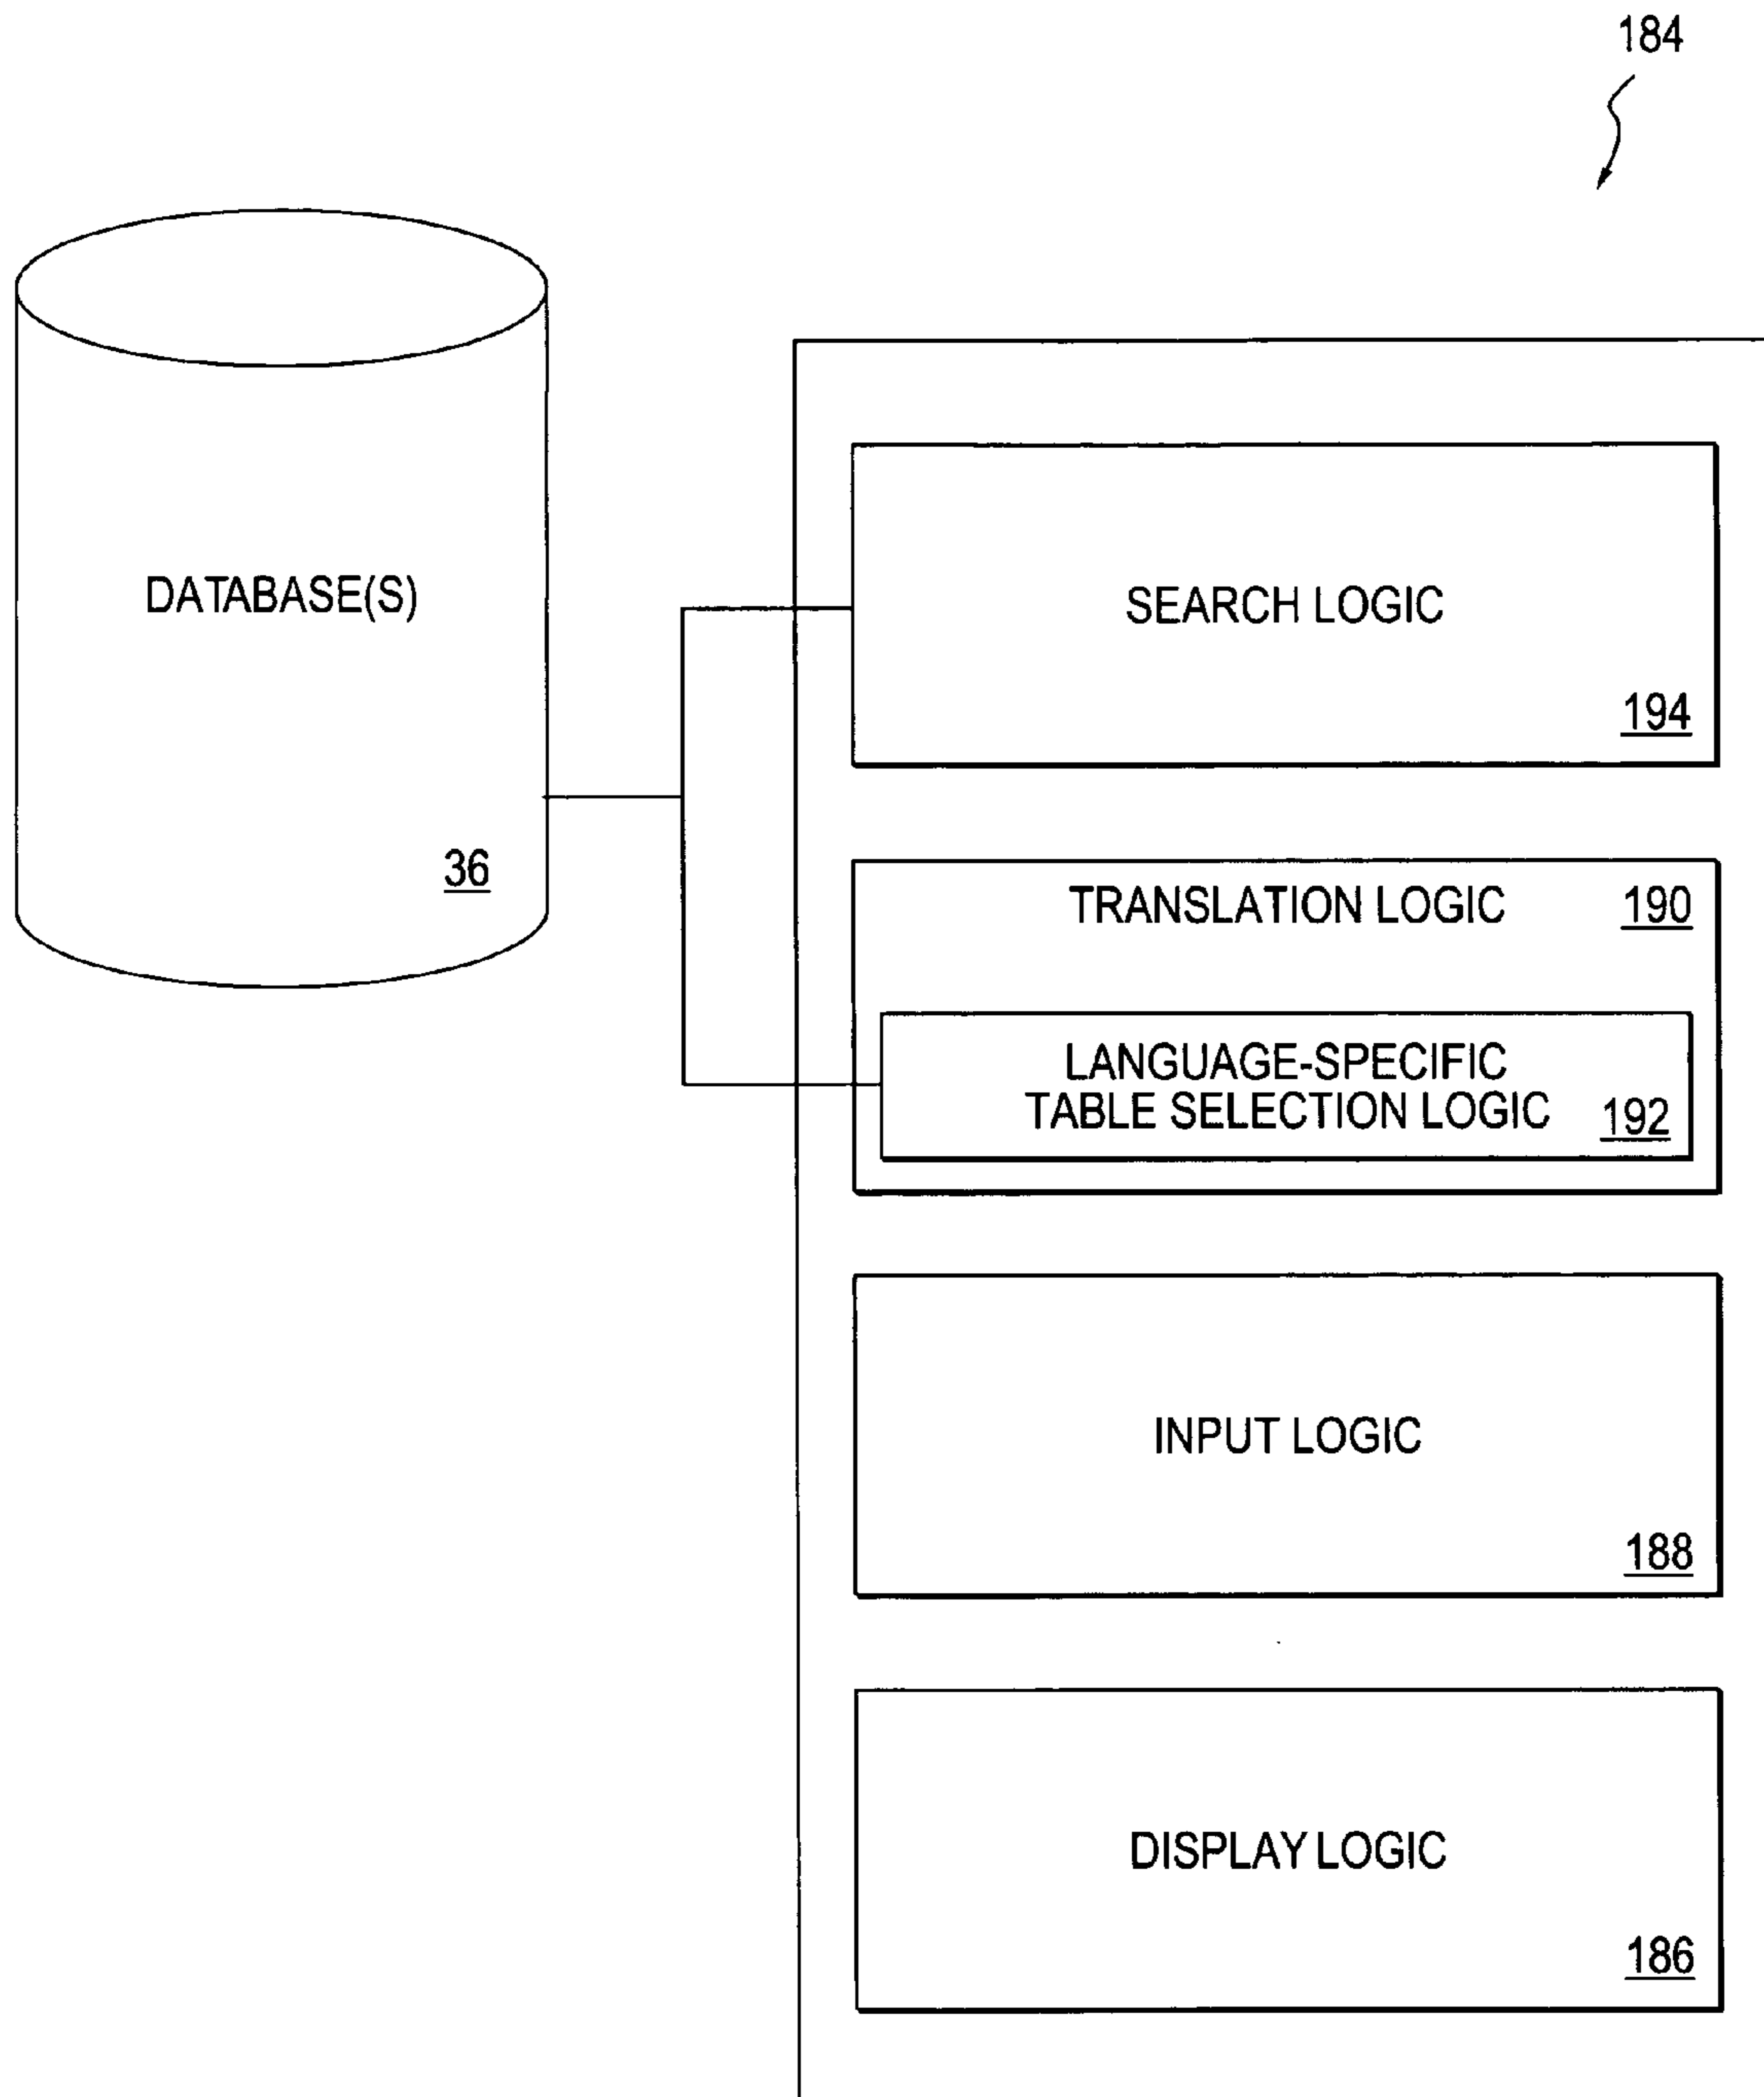 184
DATABASE(S)
36
SEARCH LOGIC
194
TRANSLATION LOGIC 190
LANGUAGE-SPECIFIC
TABLE SELECTION LOGIC 192
INPUT LOGIC
188
DISPLAY LOGIC
186